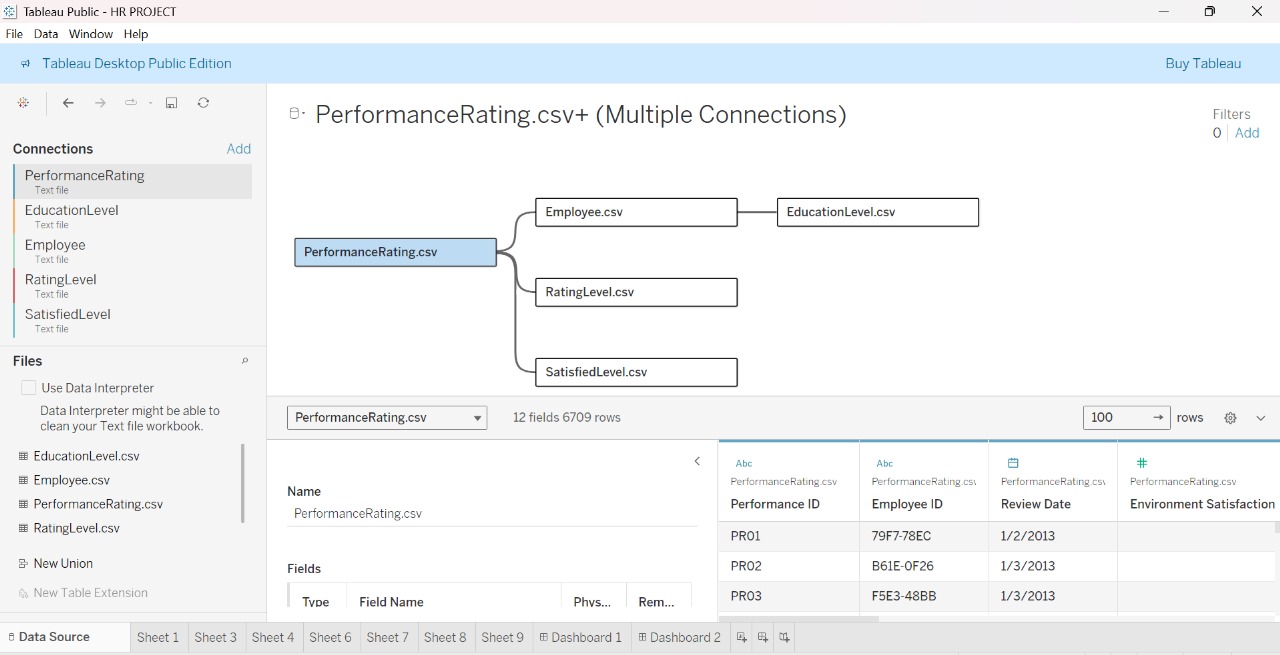 Tableau Public - HR PROJECT
File Data Window Help
Tableau Desktop Public Edition
Buy Tableau
Connections
Add
PerformanceRating
Text file
EducationLevel
Text file
Employee
Text file
RatingLevel
Text file
SatisfiedLevel
Text file
Files
Use Data Interpreter
Data Interpreter might be able to
clean your Text file workbook.
EducationLevel.csv
Employee.csv
PerformanceRating.csv
RatingLevel.csv
New Union
New Table Extension
PerformanceRating.csv+ (Multiple Connections)
Filters
0 Add
PerformanceRating.csv
Employee.csv
EducationLevel.csv
RatingLevel.csv
SatisfiedLevel.csv
PerformanceRating.csv
12 fields 6709 rows
100 → rows
Name
PerformanceRating.csv
Fields
Type Field Name Phys... Rem...
Abc Abc #
PerformanceRating.csv PerformanceRating.csv PerformanceRating.csv PerformanceRating.csv
Performance ID Employee ID Review Date Environment Satisfaction
PR01 79F7-78EC 1/2/2013
PR02 B61E-0F26 1/3/2013
PR03 F5E3-48BB 1/3/2013
Data Source Sheet 1 Sheet 3 Sheet 4 Sheet 6 Sheet 7 Sheet 8 Sheet 9 Dashboard 1 Dashboard 2